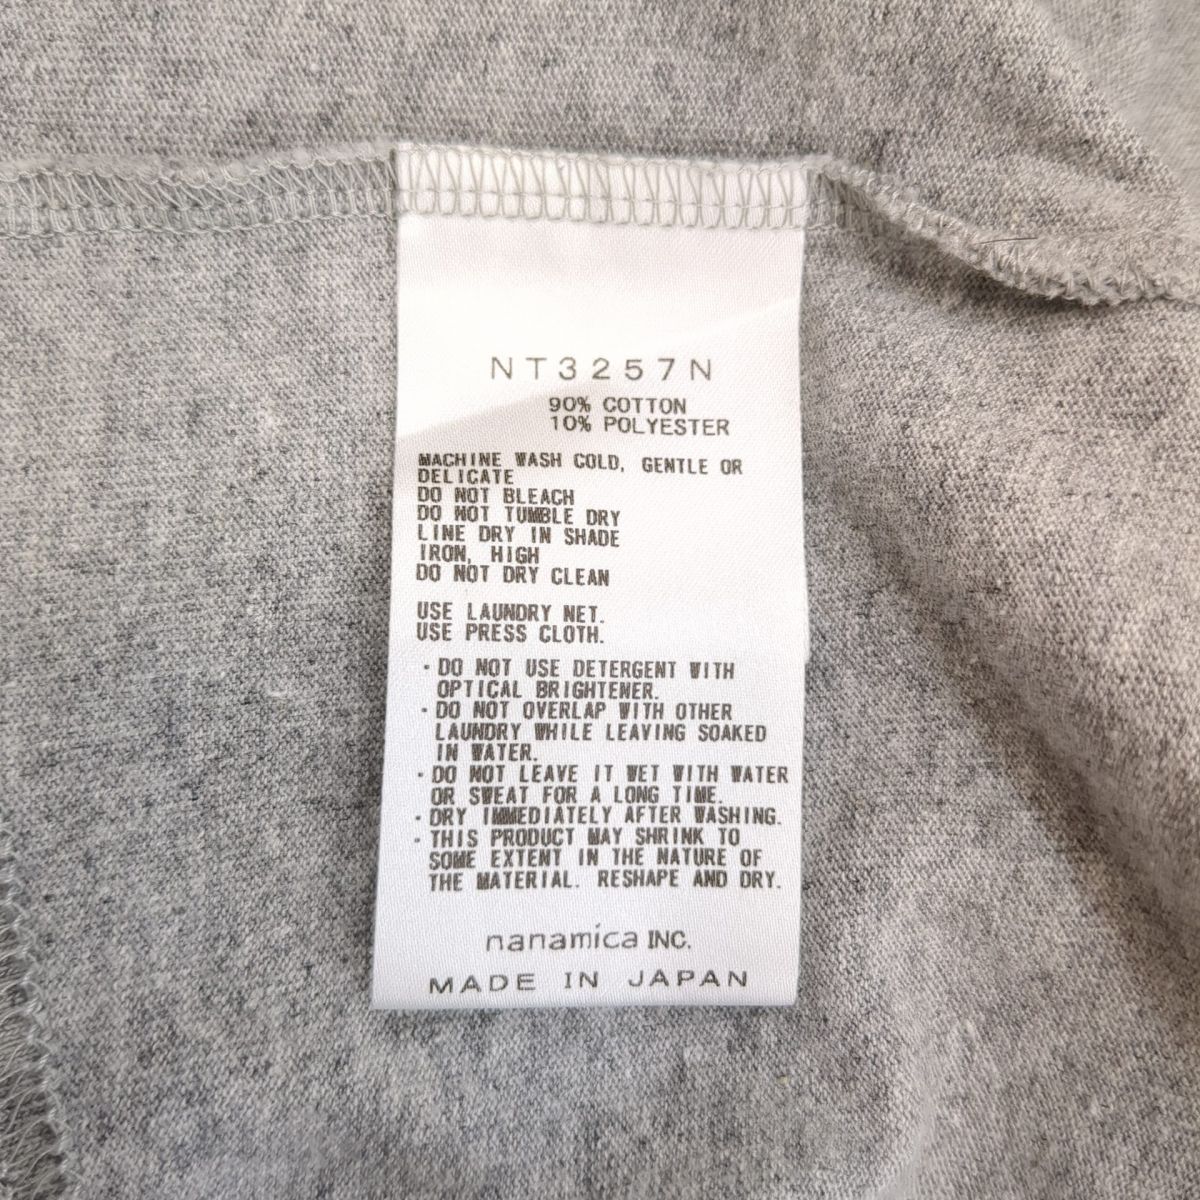 NT3257N
90% COTTON
10% POLYESTER
MACHINE WASH COLD, GENTLE OR
DELICATE
DO NOT BLEACH
DO NOT TUMBLE DRY
LINE DRY IN SHADE
IRON, HIGH
DO NOT DRY CLEAN
USE LAUNDRY NET.
USE PRESS CLOTH.
・DO NOT USE DETERGENT WITH
OPTICAL BRIGHTENER.
・DO NOT OVERLAP WITH OTHER
LAUNDRY WHILE LEAVING SOAKED
IN WATER.
・DO NOT LEAVE IT WET WITH WATER
OR SWEAT FOR A LONG TIME.
・DRY IMMEDIATELY AFTER WASHING.
・THIS PRODUCT MAY SHRINK TO
SOME EXTENT IN THE NATURE OF
THE MATERIAL. RESHAPE AND DRY.
nanamica INC.
MADE IN JAPAN